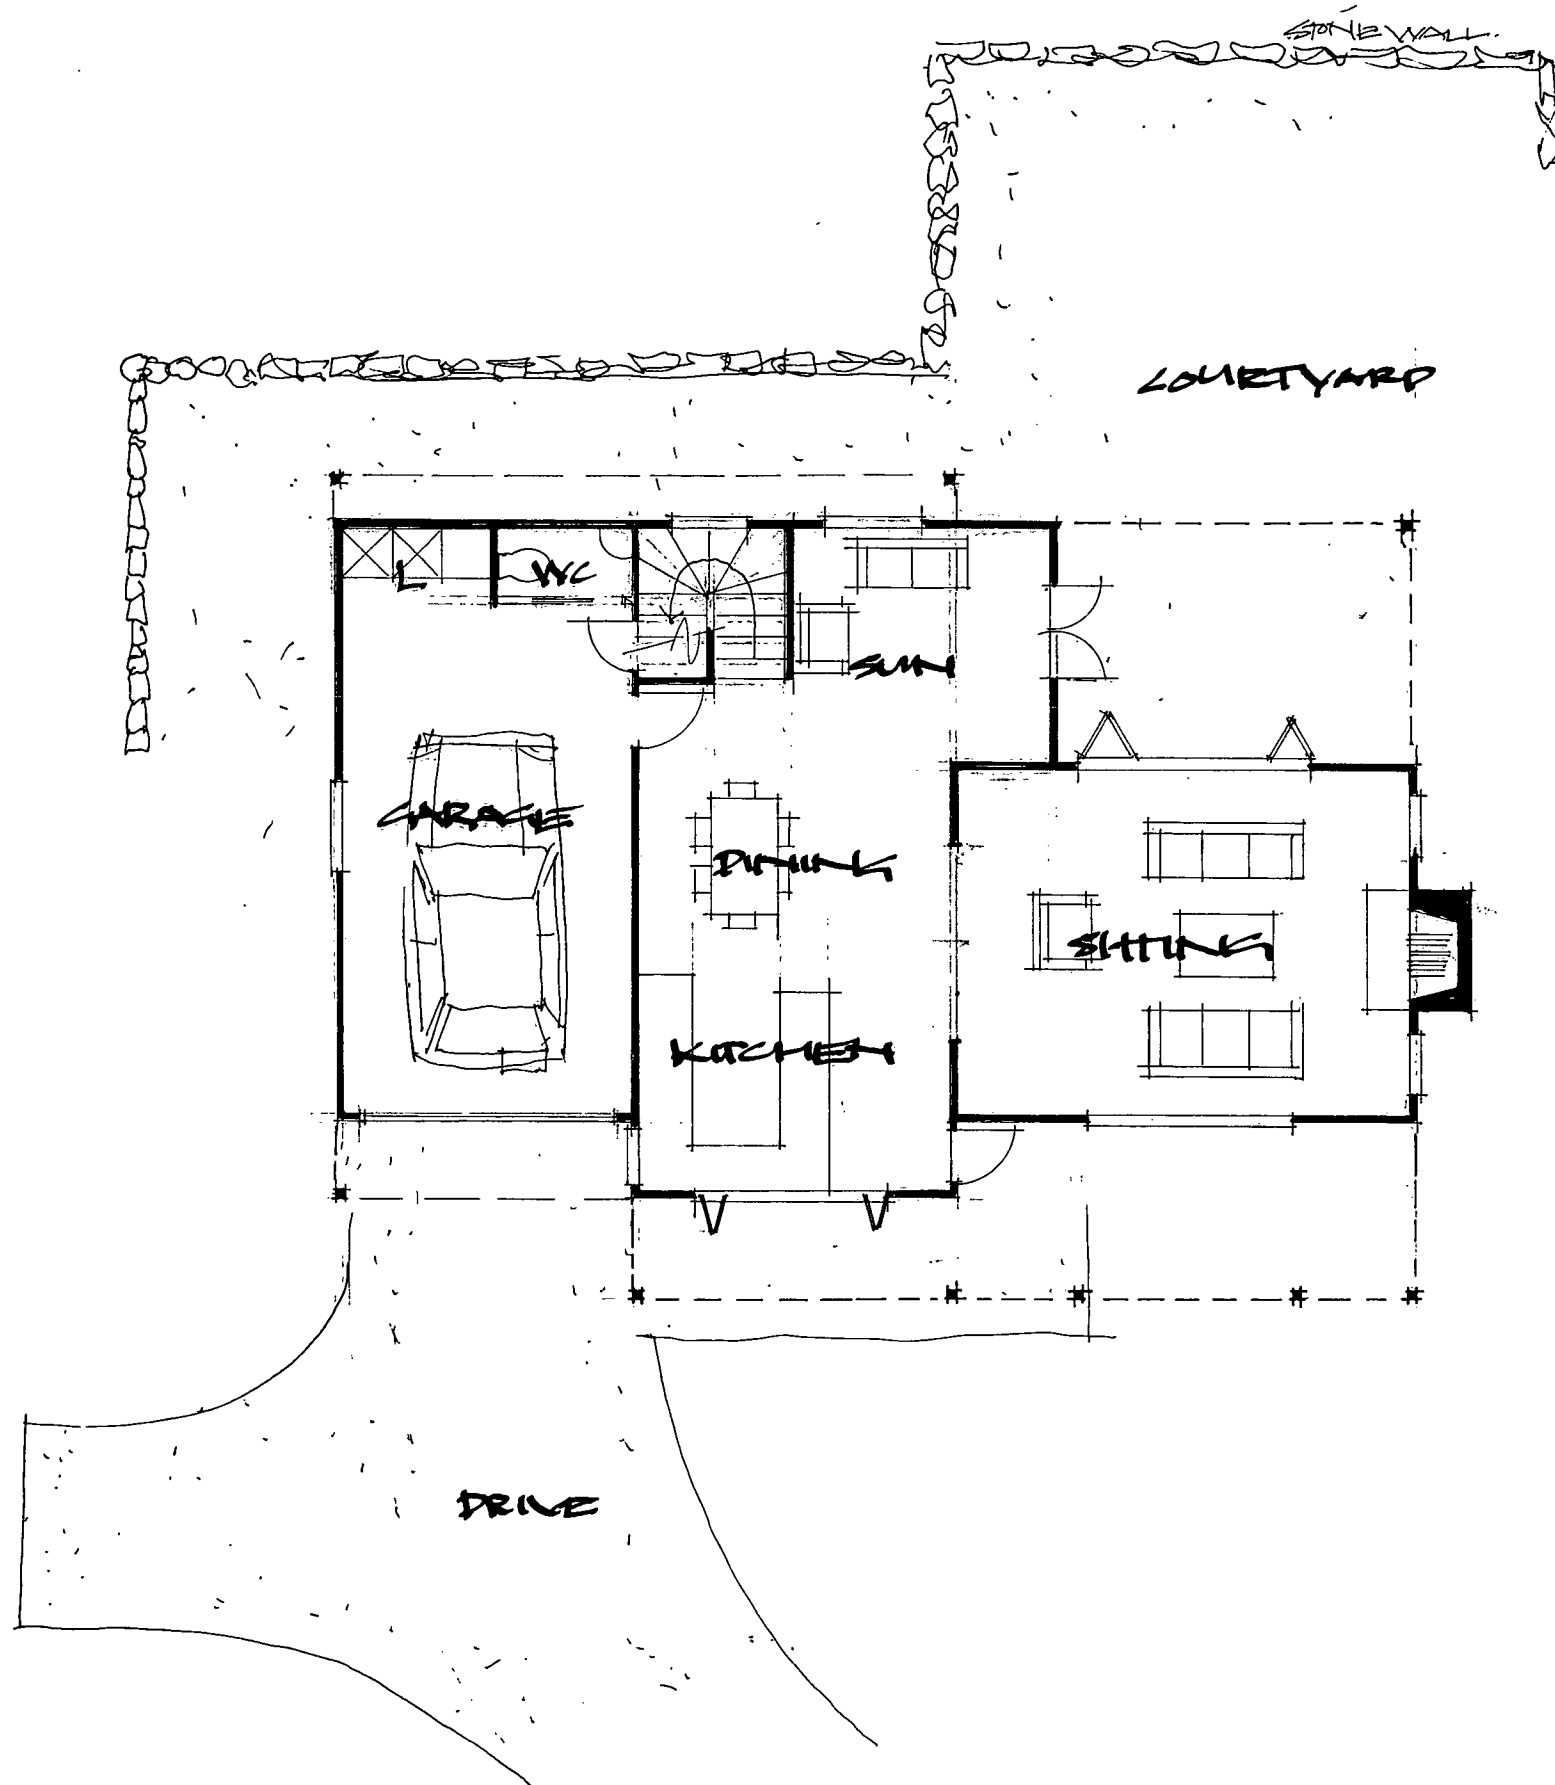 STONE WALL.
COURTYARD
L
WC
SUN
GARAGE
DINING
SITTING
KITCHEN
DRIVE